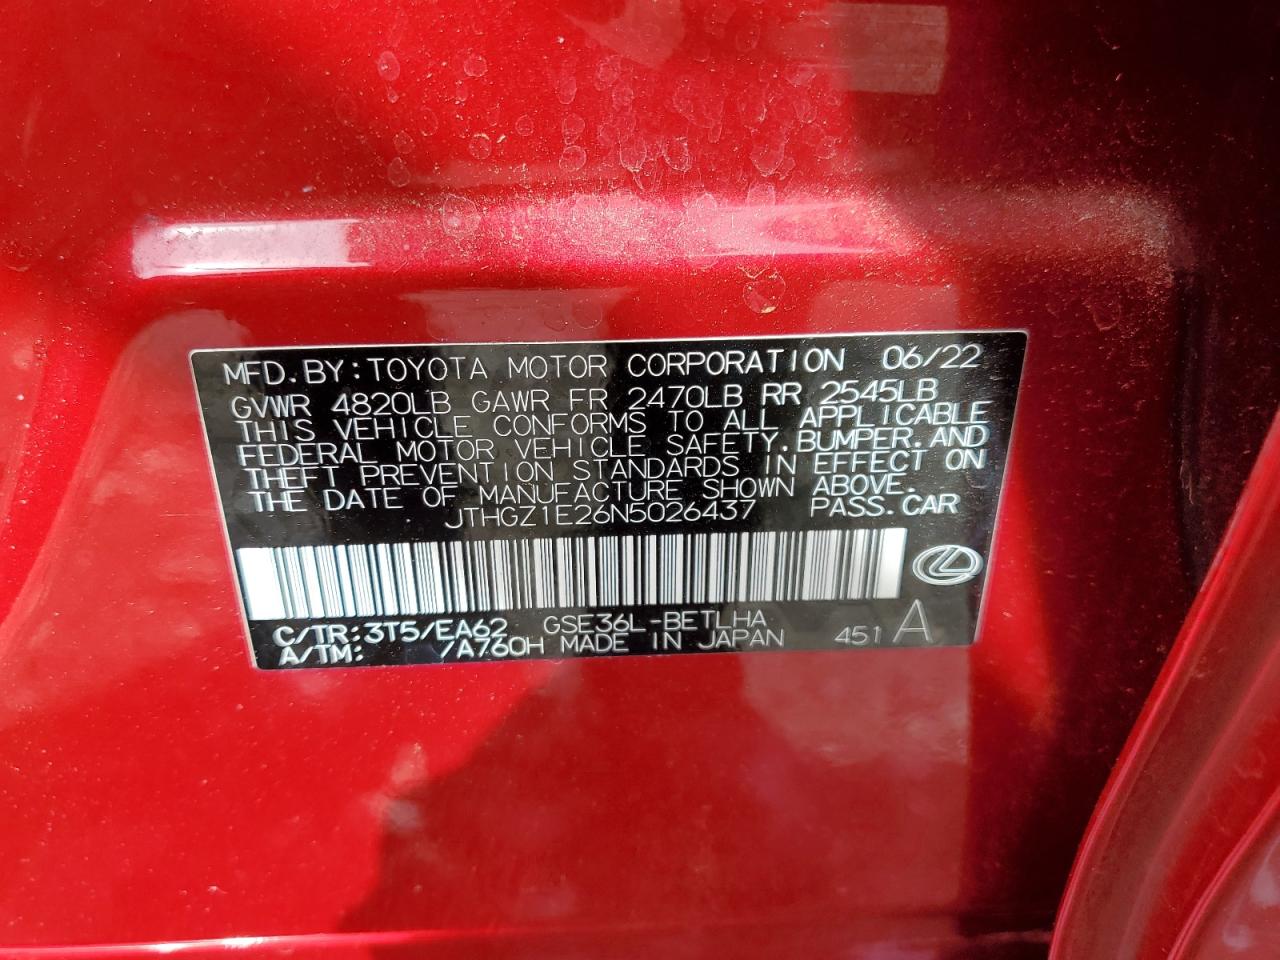 MFD.BY:TOYOTA MOTOR CORPORATION 06/22
GVWR 4820LB GAWR FR 2470LB RR 2545LB
THIS VEHICLE CONFORMS TO ALL APPLICABLE
FEDERAL MOTOR VEHICLE SAFETY.BUMPER.AND
THEFT PREVENTION STANDARDS IN EFFECT ON
THE DATE OF MANUFACTURE SHOWN ABOVE.
JTHGZ1E26N5026437 PASS.CAR
C/TR:3T5/EA62 GSE36L-BETLHA
A/TM: /A760H MADE IN JAPAN 451 A